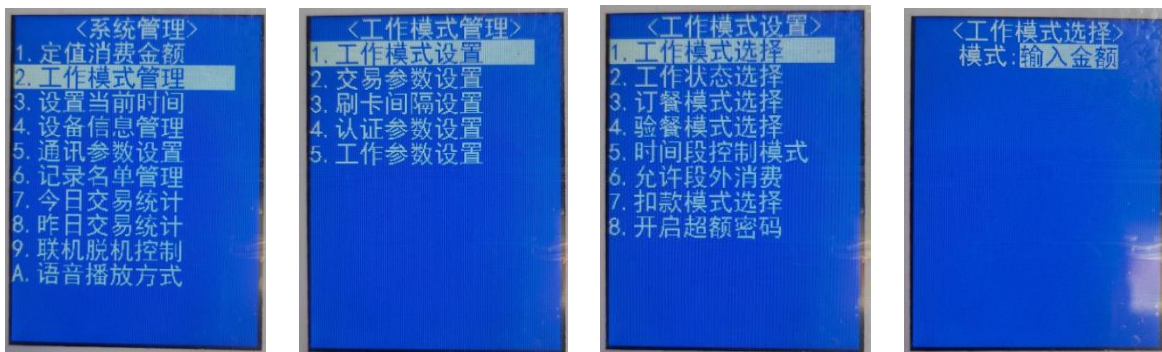 <系统管理>
1. 定值消费金额
2. 工作模式管理
3. 设置当前时间
4. 设备信息管理
5. 通讯参数设置
6. 记录名单管理
7. 今日交易统计
8. 昨日交易统计
9. 联机脱机控制
A. 语音播放方式
<工作模式管理>
1. 工作模式设置
2. 交易参数设置
3. 刷卡间隔设置
4. 认证参数设置
5. 工作参数设置
<工作模式设置>
1. 工作模式选择
2. 工作状态选择
3. 订餐模式选择
4. 验餐模式选择
5. 时间段控制模式
6. 允许段外消费
7. 扣款模式选择
8. 开启超额密码
<工作模式选择>
模式:输入金额